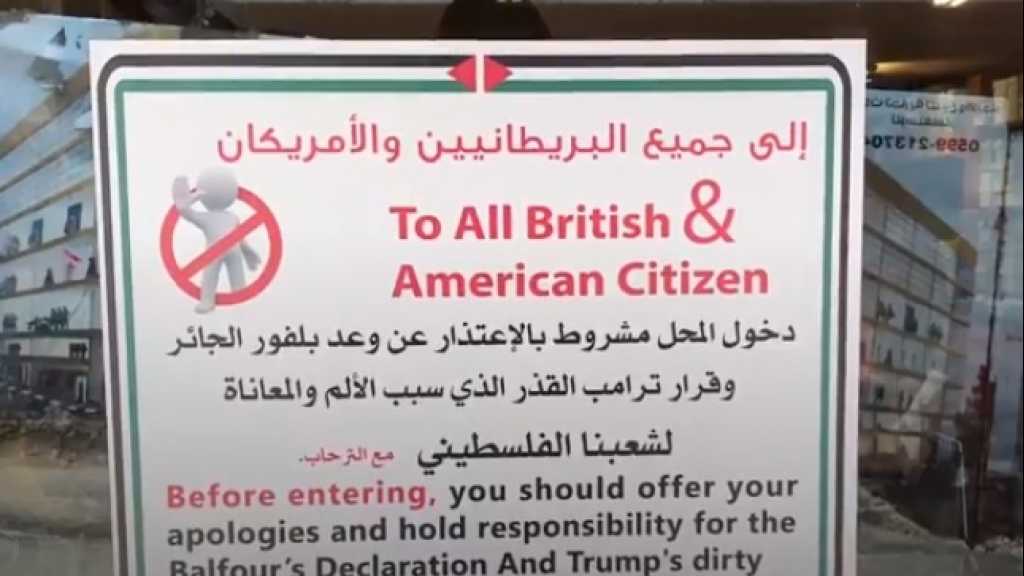 إلى جميع البريطانيين والأمريكان
To All British &
American Citizen
دخول المحل مشروط بالإعتذار عن وعد بلفور الجائر
وقرار ترامب القذر الذي سبب الألم والمعاناة
لشعبنا الفلسطيني مع الترحاب.
Before entering, you should offer your
apologies and hold responsibility for the
Balfour's Declaration And Trump's dirty